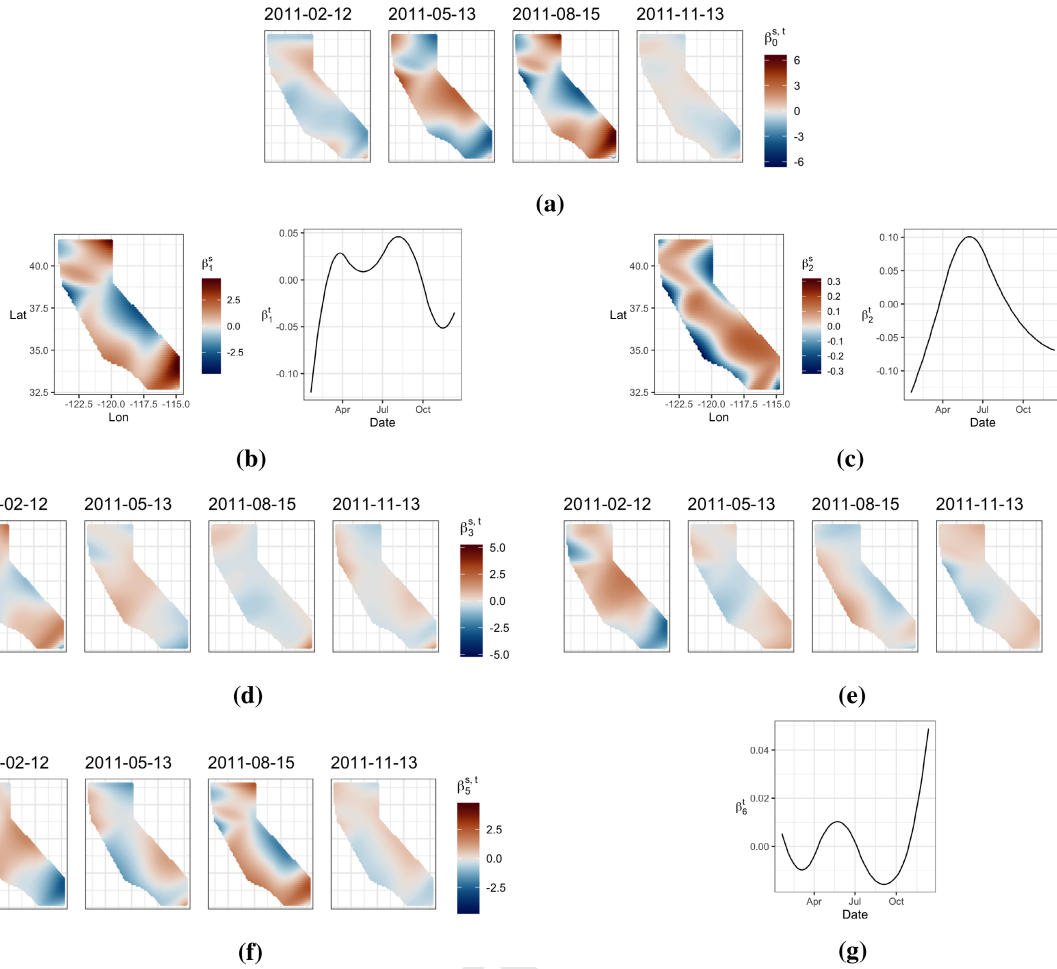 2011-02-12 2011-05-13 2011-08-15 2011-11-13
β₀ˢ,ᵗ
6
3
0
-3
-6
(a)
40.0
37.5
35.0
32.5
Lat
-122.5 -120.0 -117.5 -115.0
Lon
β₁ˢ
2.5
0.0
-2.5
0.05
0.00
-0.05
-0.10
β₁ᵗ
Apr Jul Oct
Date
(b)
40.0
37.5
35.0
32.5
Lat
-122.5 -120.0 -117.5 -115.0
Lon
β₂ˢ
0.3
0.2
0.1
0.0
-0.1
-0.2
-0.3
0.10
0.05
0.00
-0.05
-0.10
β₂ᵗ
Apr Jul Oct
Date
(c)
-02-12 2011-05-13 2011-08-15 2011-11-13
β₃ˢ,ᵗ
5.0
2.5
0.0
-2.5
-5.0
(d)
2011-02-12 2011-05-13 2011-08-15 2011-11-13
(e)
-02-12 2011-05-13 2011-08-15 2011-11-13
β₅ˢ,ᵗ
2.5
0.0
-2.5
(f)
0.04
0.02
0.00
β₆ᵗ
Apr Jul Oct
Date
(g)